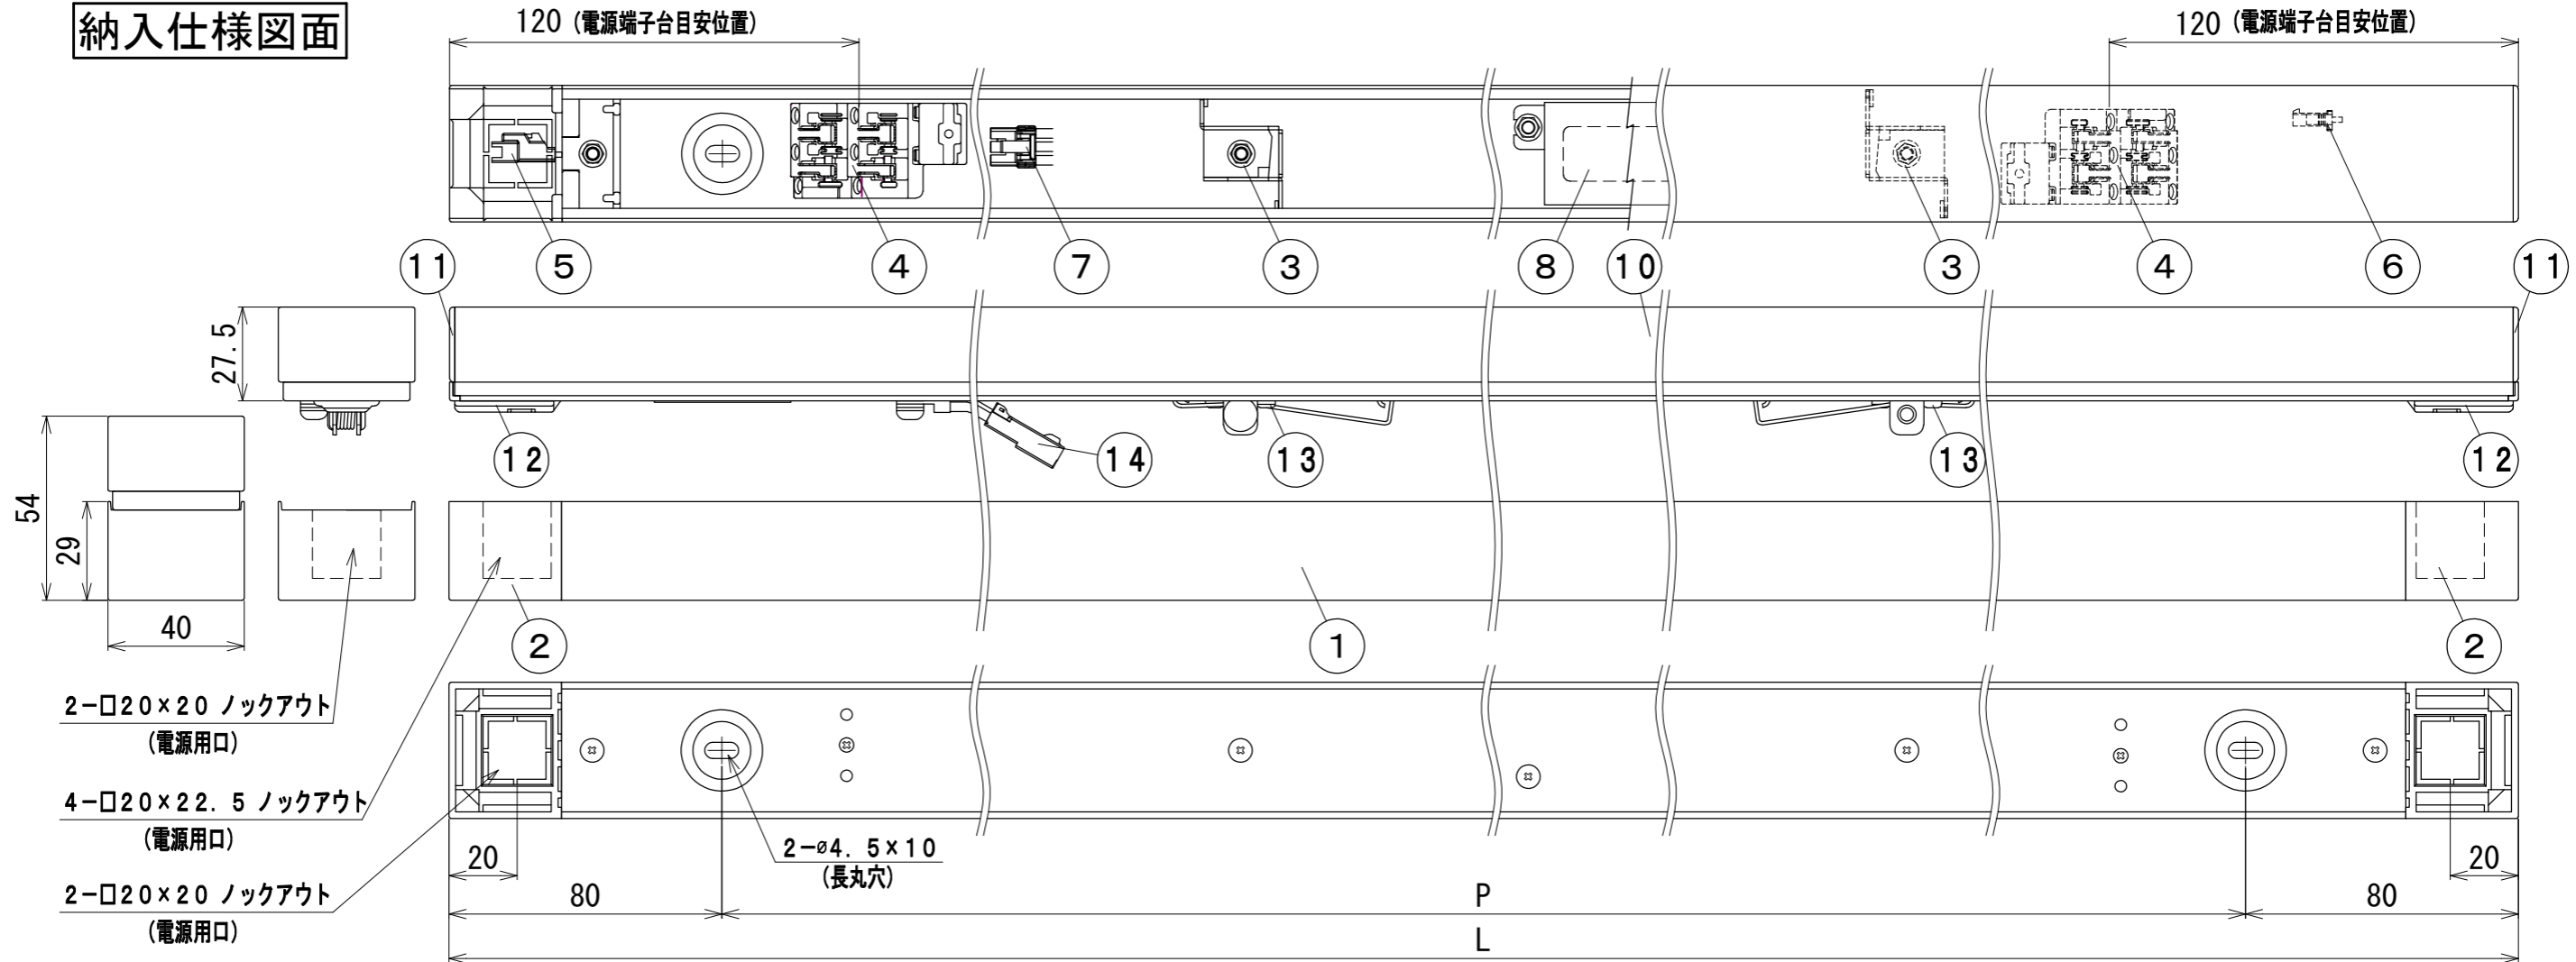 納入仕様図面
120 (電源端子台目安位置)
120 (電源端子台目安位置)
11
5
4
7
3
8
10
3
4
6
11
27.5
12
14
13
13
12
54
29
40
2
1
2
2-□20×20 ノックアウト
(電源用口)
4-□20×22.5 ノックアウト
(電源用口)
2-□20×20 ノックアウト
(電源用口)
2-ø4.5×10
(長丸穴)
20
20
80
P
80
L